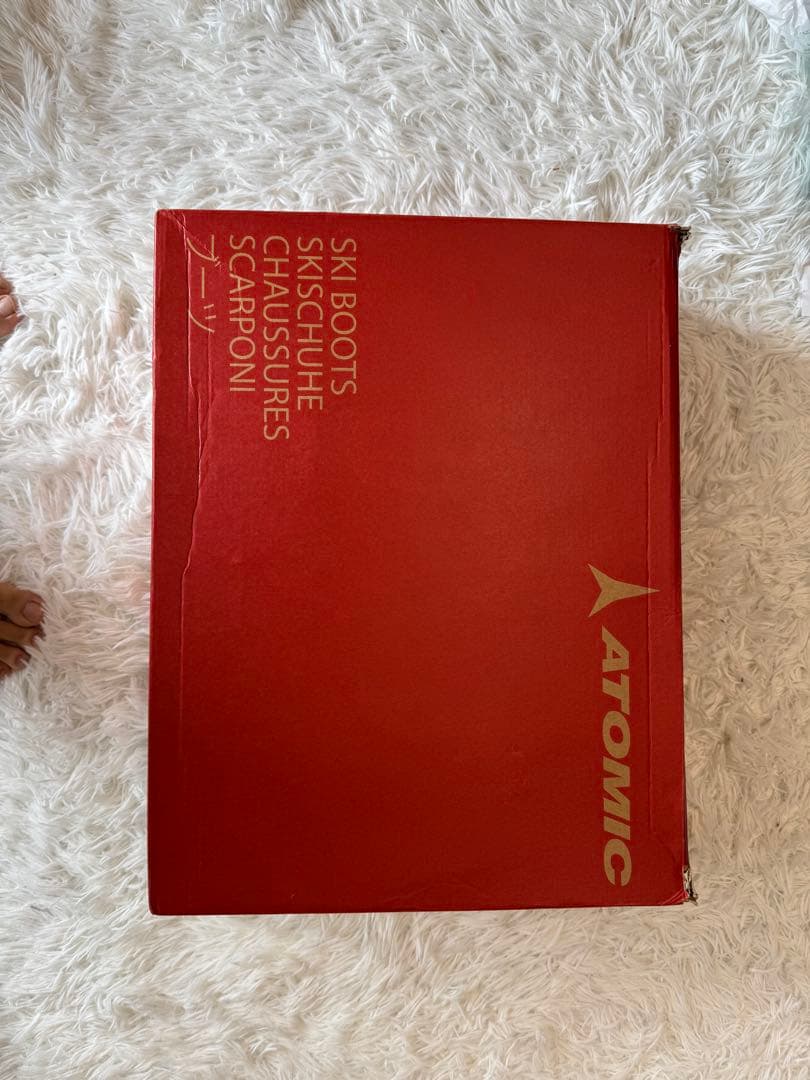 SKI BOOTS
SKISCHUHE
CHAUSSURES
SCARPONI
ブーツ
ATOMIC